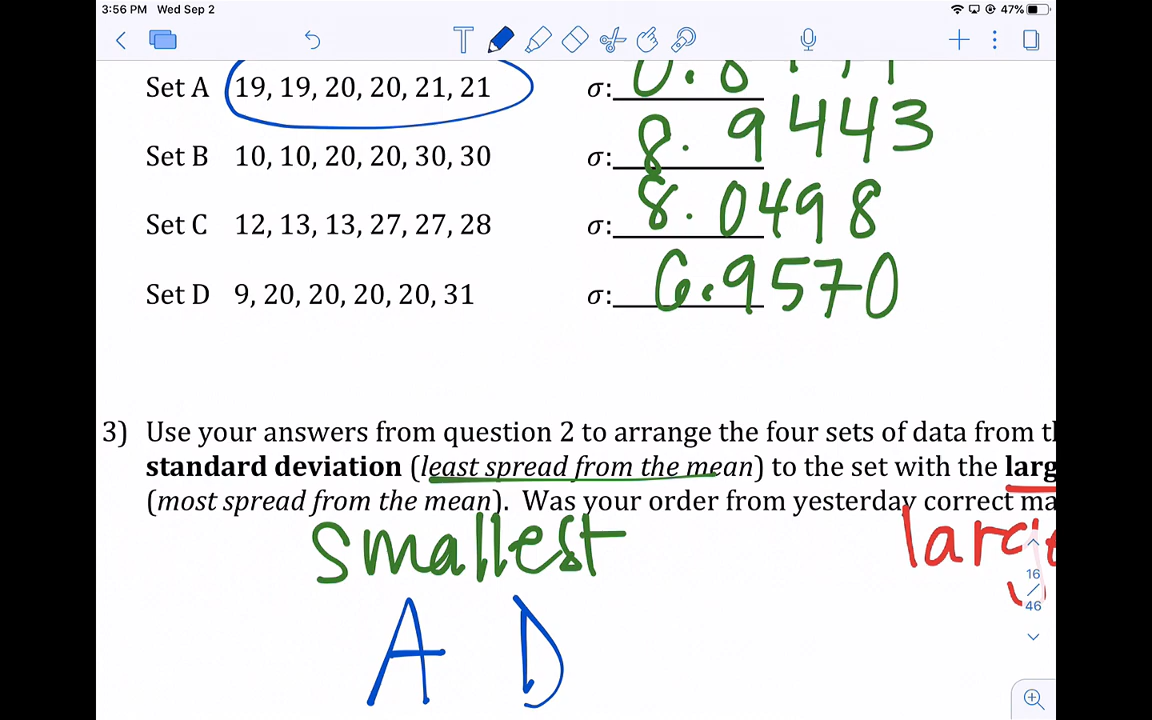 3:56 PM Wed Sep 2
47%
T
Set A 19, 19, 20, 20, 21, 21 σ:
Set B 10, 10, 20, 20, 30, 30 σ: 8.9443
Set C 12, 13, 13, 27, 27, 28 σ: 8.0498
Set D 9, 20, 20, 20, 20, 31 σ: 6.9570
3) Use your answers from question 2 to arrange the four sets of data from
standard deviation (least spread from the mean) to the set with the larg
(most spread from the mean). Was your order from yesterday correct
smallest
A D
16
46